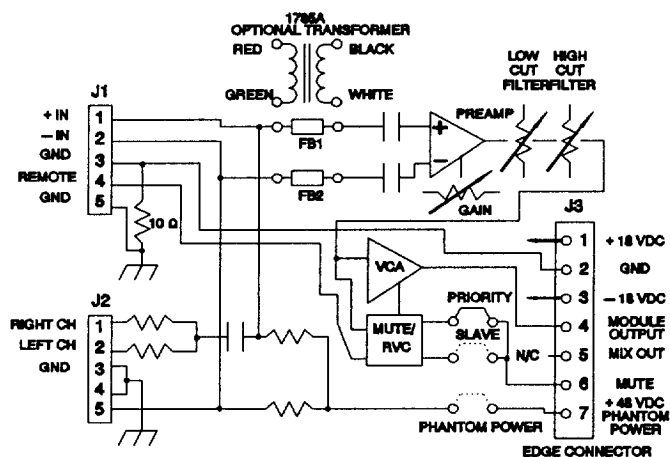 1785A
OPTIONAL TRANSFORMER
RED
BLACK
GREEN
WHITE
LOW CUT FILTER
HIGH CUT FILTER
J1
+ IN
1
− IN
2
GND
3
REMOTE
4
GND
5
FB1
FB2
PREAMP
+
−
GAIN
10 Ω
J3
1
+ 18 VDC
2
GND
3
− 18 VDC
4
MODULE OUTPUT
N/C
5
MIX OUT
6
MUTE
7
+ 48 VDC
PHANTOM
POWER
VCA
MUTE/
RVC
PRIORITY
SLAVE
J2
RIGHT CH
1
LEFT CH
2
GND
3
4
5
PHANTOM POWER
EDGE CONNECTOR